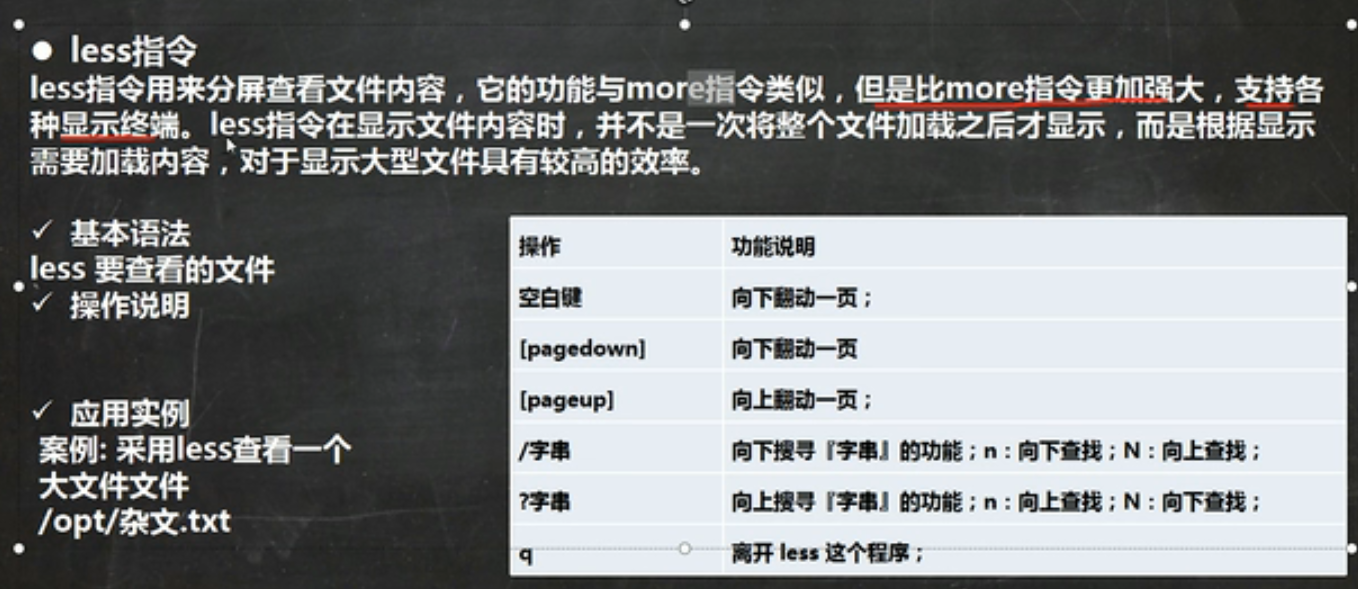 ● less指令
less指令用来分屏查看文件内容，它的功能与more指令类似，但是比more指令更加强大，支持各
种显示终端。less指令在显示文件内容时，并不是一次将整个文件加载之后才显示，而是根据显示
需要加载内容，对于显示大型文件具有较高的效率。
✓ 基本语法
less 要查看的文件
✓ 操作说明
✓ 应用实例
案例: 采用less查看一个
大文件文件
/opt/杂文.txt
操作 功能说明
空白键 向下翻动一页；
[pagedown] 向下翻动一页
[pageup] 向上翻动一页；
/字串 向下搜寻『字串』的功能；n：向下查找；N：向上查找；
?字串 向上搜寻『字串』的功能；n：向上查找；N：向下查找；
q 离开 less 这个程序；